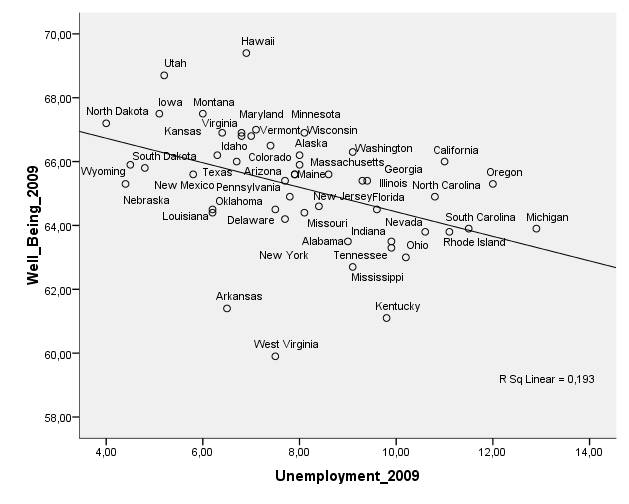 70,00
68,00
66,00
64,00
62,00
60,00
58,00
Well_Being_2009
Hawaii
Utah
North Dakota
Iowa
Montana
Maryland
Minnesota
Kansas
Virginia
Vermont
Wisconsin
Idaho
Alaska
Washington
California
South Dakota
Colorado
Massachusetts
Wyoming
Texas
Arizona
Maine
Georgia
Oregon
New Mexico
Pennsylvania
Illinois
North Carolina
Nebraska
Oklahoma
New Jersey
Florida
Louisiana
Delaware
Missouri
Nevada
South Carolina
Michigan
Alabama
Indiana
Ohio
Rhode Island
New York
Tennessee
Mississippi
Arkansas
Kentucky
West Virginia
R Sq Linear = 0,193
4,00
6,00
8,00
10,00
12,00
14,00
Unemployment_2009